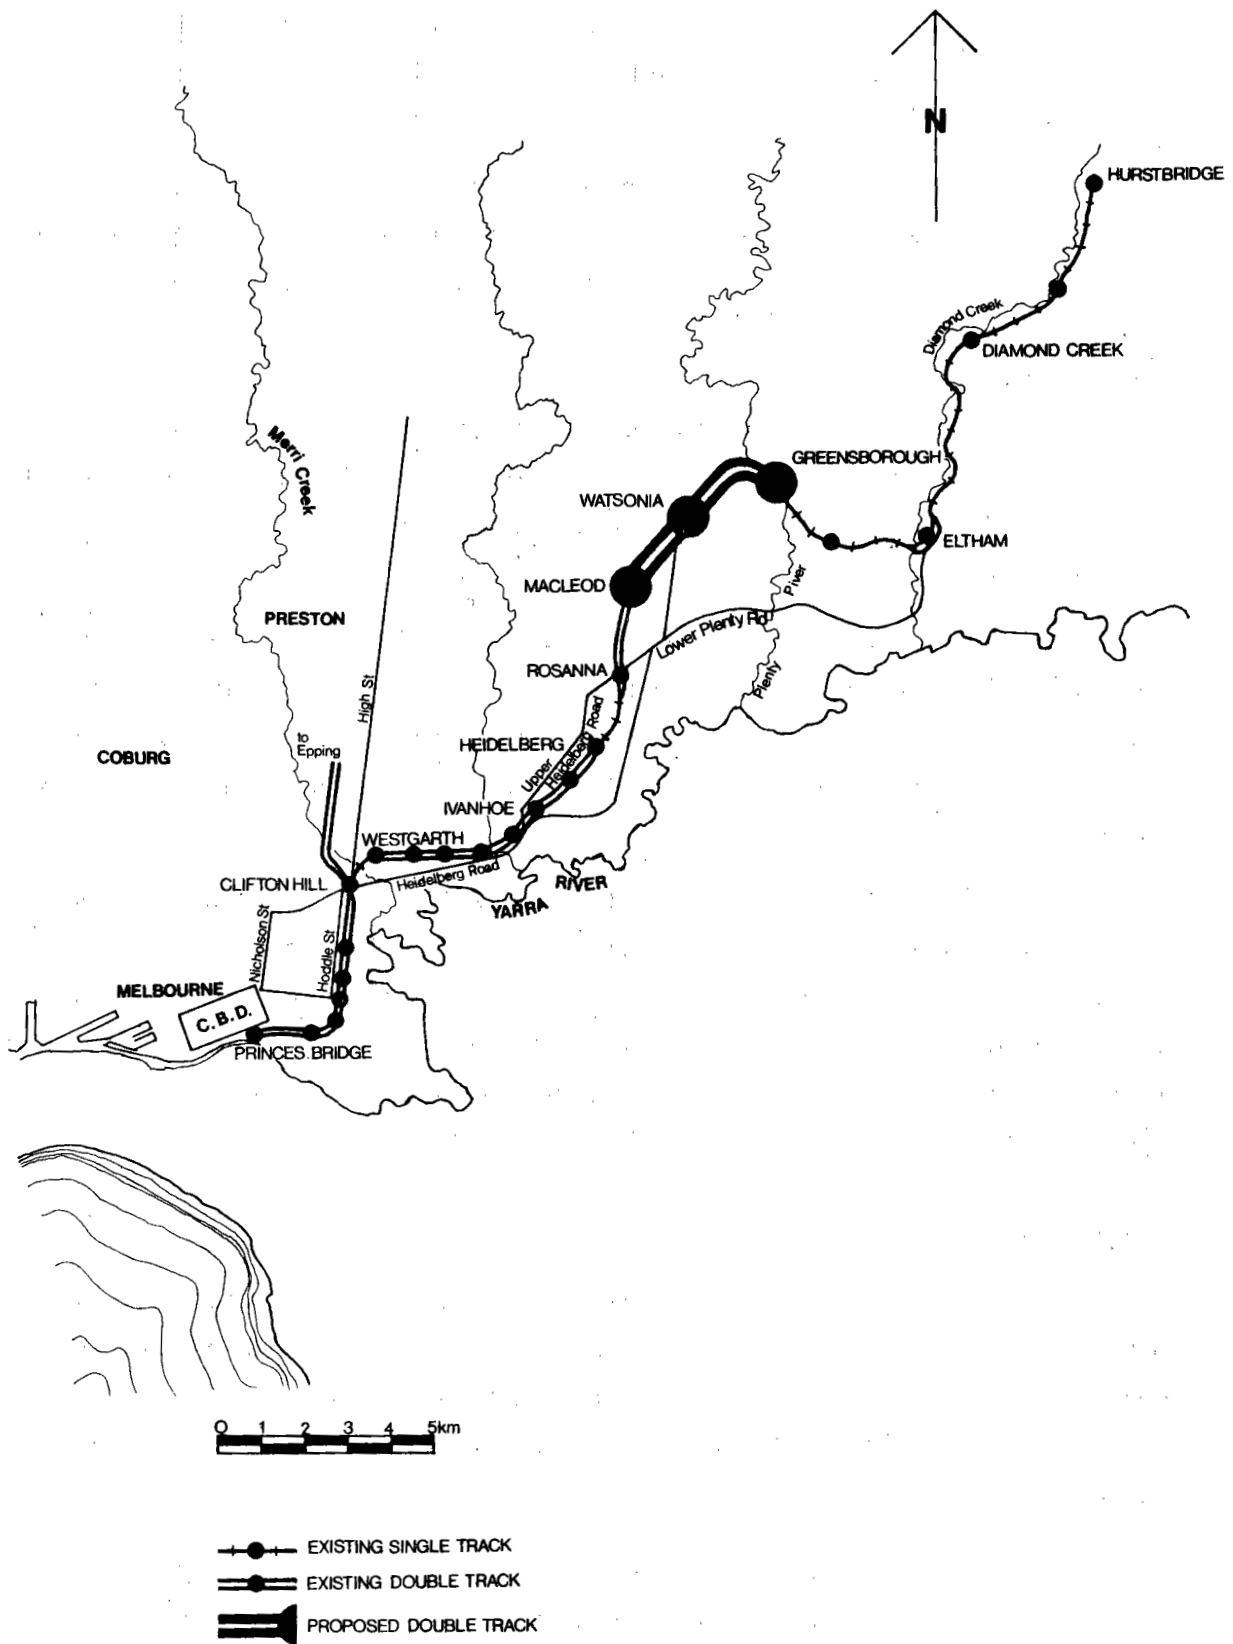 N
HURSTBRIDGE
Diamond Creek
DIAMOND CREEK
Merri Creek
GREENSBOROUGH
WATSONIA
ELTHAM
MACLEOD
Piver
PRESTON
Lower Plenty Rd
ROSANNA
Plenty
High St
to
Epping
HEIDELBERG
Upper
Heidelberg Road
COBURG
IVANHOE
WESTGARTH
CLIFTON HILL
Heidelberg Road
YARRA RIVER
Nicholson St
Hoddle St
MELBOURNE
C.B.D.
PRINCES BRIDGE
0 1 2 3 4 5km
EXISTING SINGLE TRACK
EXISTING DOUBLE TRACK
PROPOSED DOUBLE TRACK